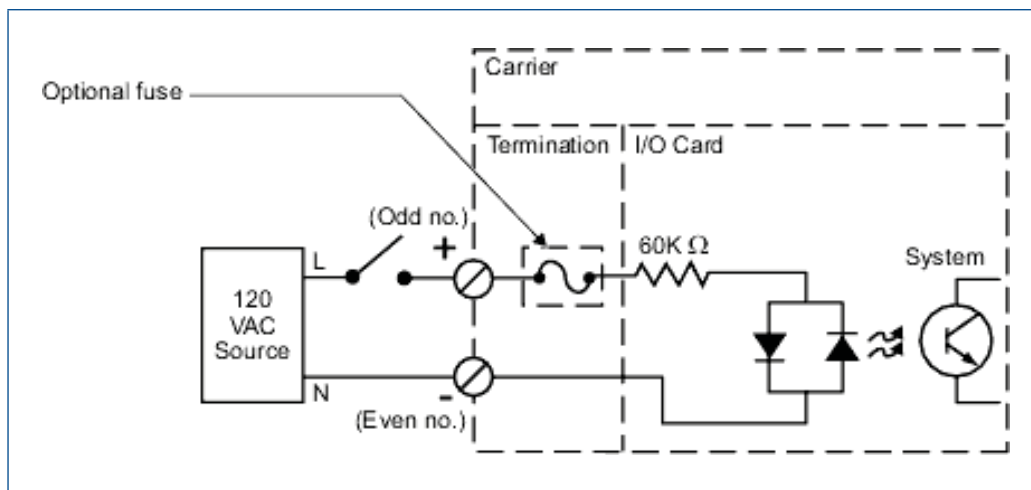 Carrier
Optional fuse
Termination
I/O Card
(Odd no.)
+
60K Ω
System
L
120
VAC
Source
N
-
(Even no.)